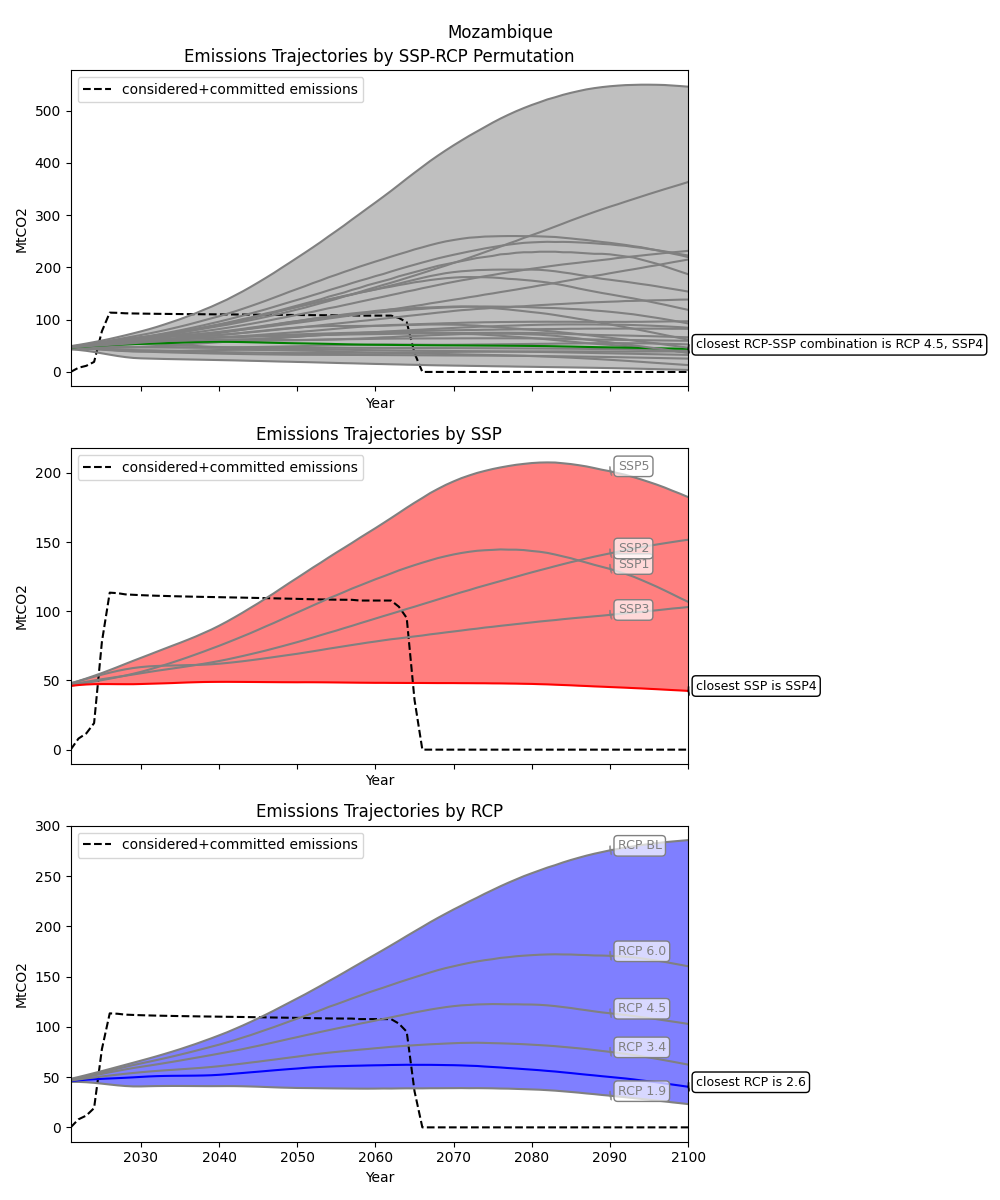 Mozambique
Emissions Trajectories by SSP-RCP Permutation
considered+committed emissions
MtCO2
500
400
300
200
100
0
closest RCP-SSP combination is RCP 4.5, SSP4
Year
Emissions Trajectories by SSP
considered+committed emissions
MtCO2
200
150
100
50
0
SSP5
SSP2
SSP1
SSP3
closest SSP is SSP4
Year
Emissions Trajectories by RCP
considered+committed emissions
MtCO2
300
250
200
150
100
50
0
RCP BL
RCP 6.0
RCP 4.5
RCP 3.4
RCP 1.9
closest RCP is 2.6
2030 2040 2050 2060 2070 2080 2090 2100
Year